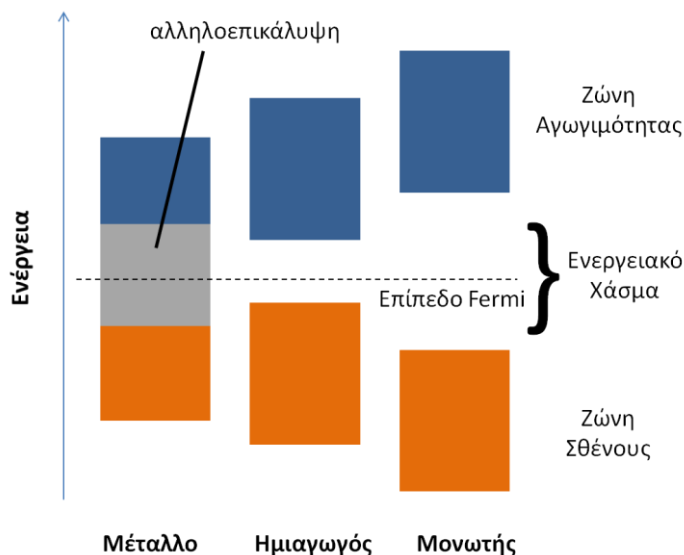 αλληλοεπικάλυψη
Ζώνη
Αγωγιμότητας
Ενέργεια
Ενεργειακό
Χάσμα
Επίπεδο Fermi
Ζώνη
Σθένους
Μέταλλο
Ημιαγωγός
Μονωτής